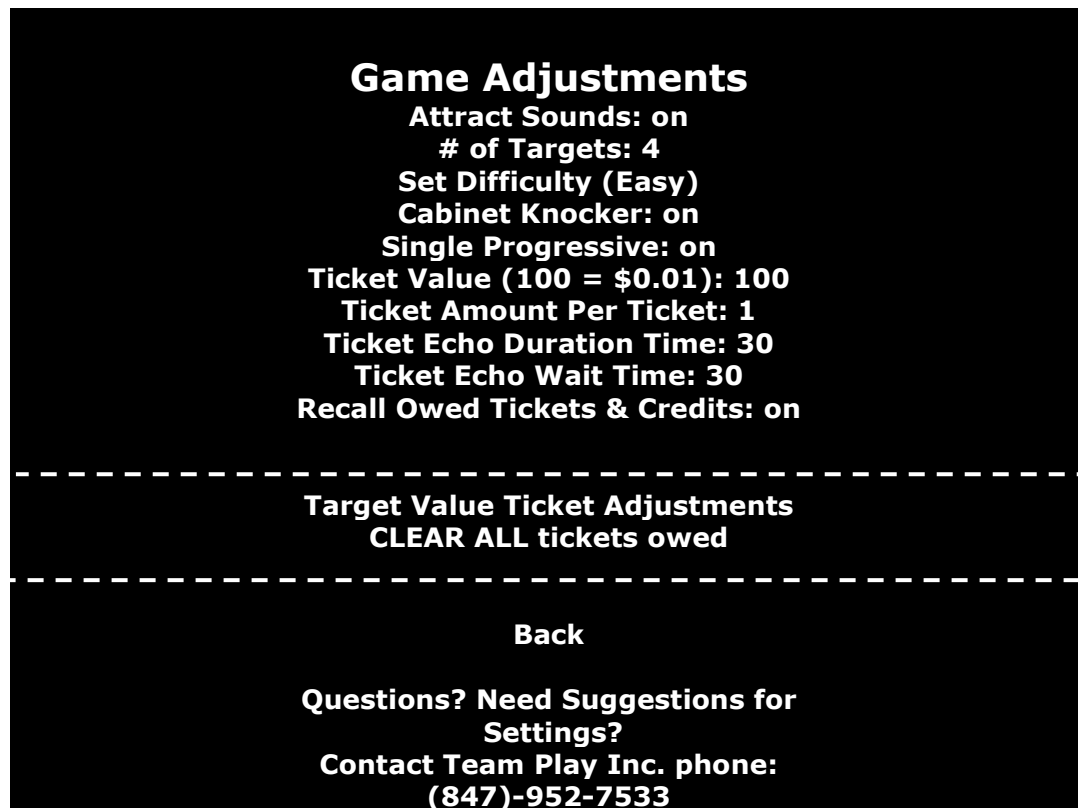 Game Adjustments
Attract Sounds: on
# of Targets: 4
Set Difficulty (Easy)
Cabinet Knocker: on
Single Progressive: on
Ticket Value (100 = $0.01): 100
Ticket Amount Per Ticket: 1
Ticket Echo Duration Time: 30
Ticket Echo Wait Time: 30
Recall Owed Tickets & Credits: on
Target Value Ticket Adjustments
CLEAR ALL tickets owed
Back
Questions? Need Suggestions for
Settings?
Contact Team Play Inc. phone:
(847)-952-7533